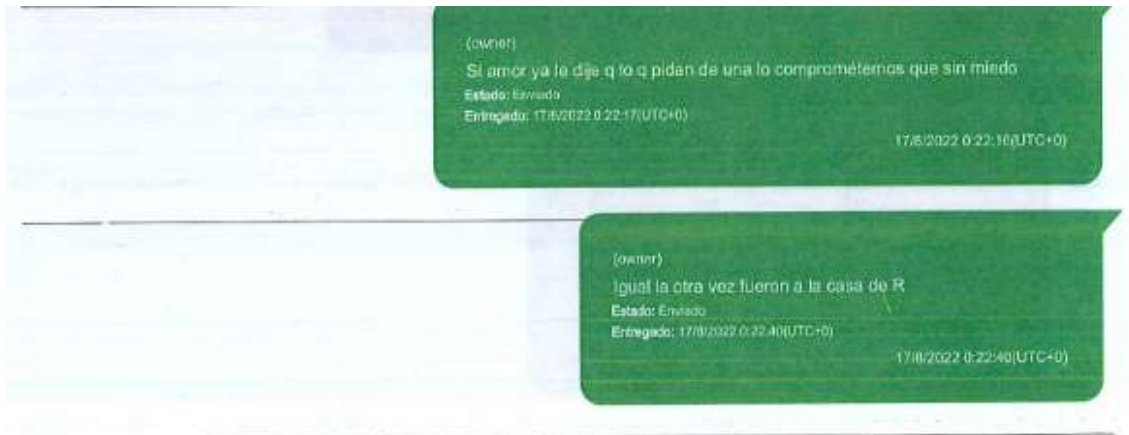 (owner)
Si amor ya le dije q lo q pidan de una lo comprometemos que sin miedo
Estado: Enviado
Entregado: 17/8/2022 0:22:17(UTC+0)
17/8/2022 0:22:16(UTC+0)
(owner)
Igual la otra vez fueron a la casa de R
Estado: Enviado
Entregado: 17/8/2022 0:22:40(UTC+0)
17/8/2022 0:22:40(UTC+0)